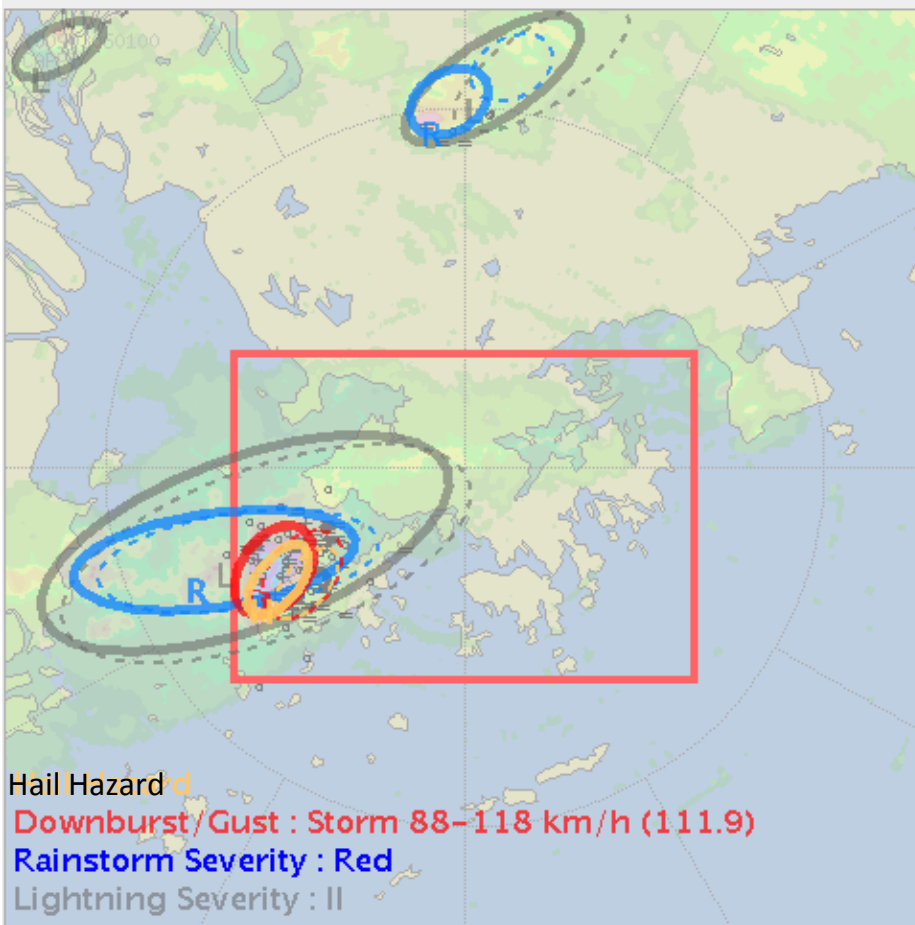 L
R
L
R
Hail Hazard
Downburst/Gust : Storm 88–118 km/h (111.9)
Rainstorm Severity : Red
Lightning Severity : II